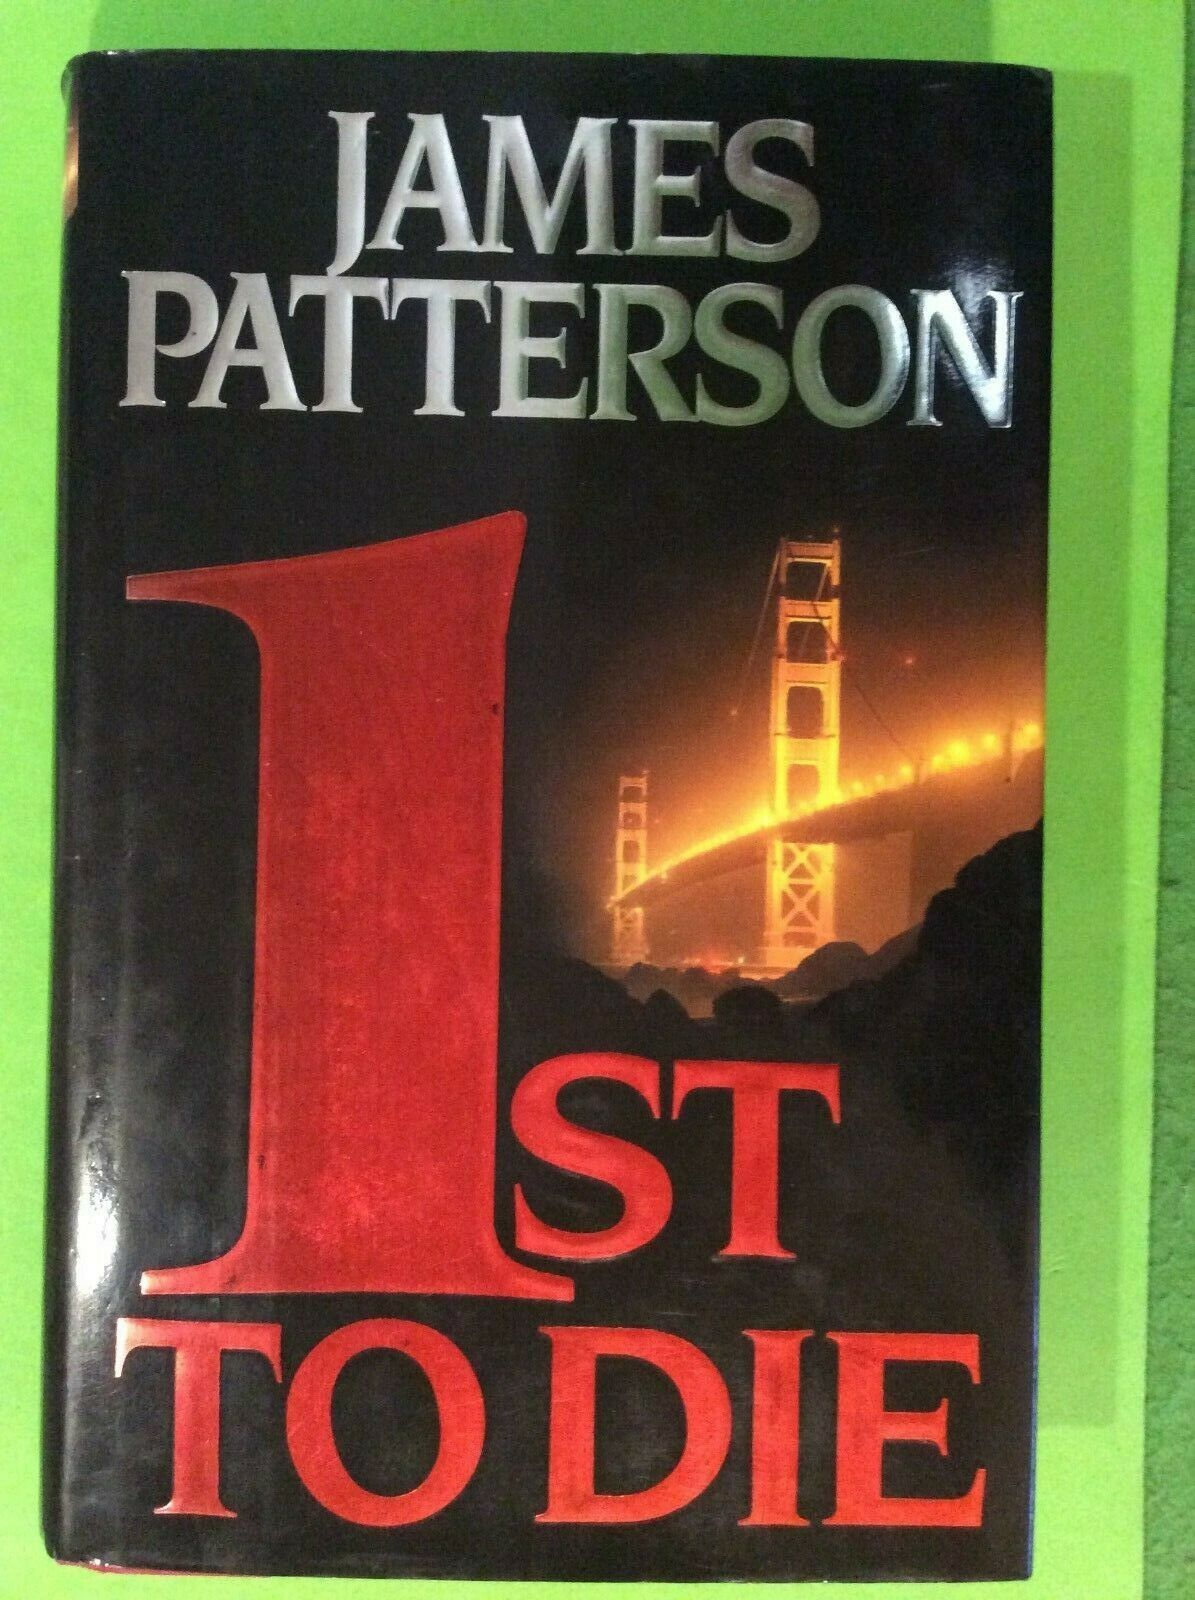 JAMES
PATTERSON
1ST
TO DIE